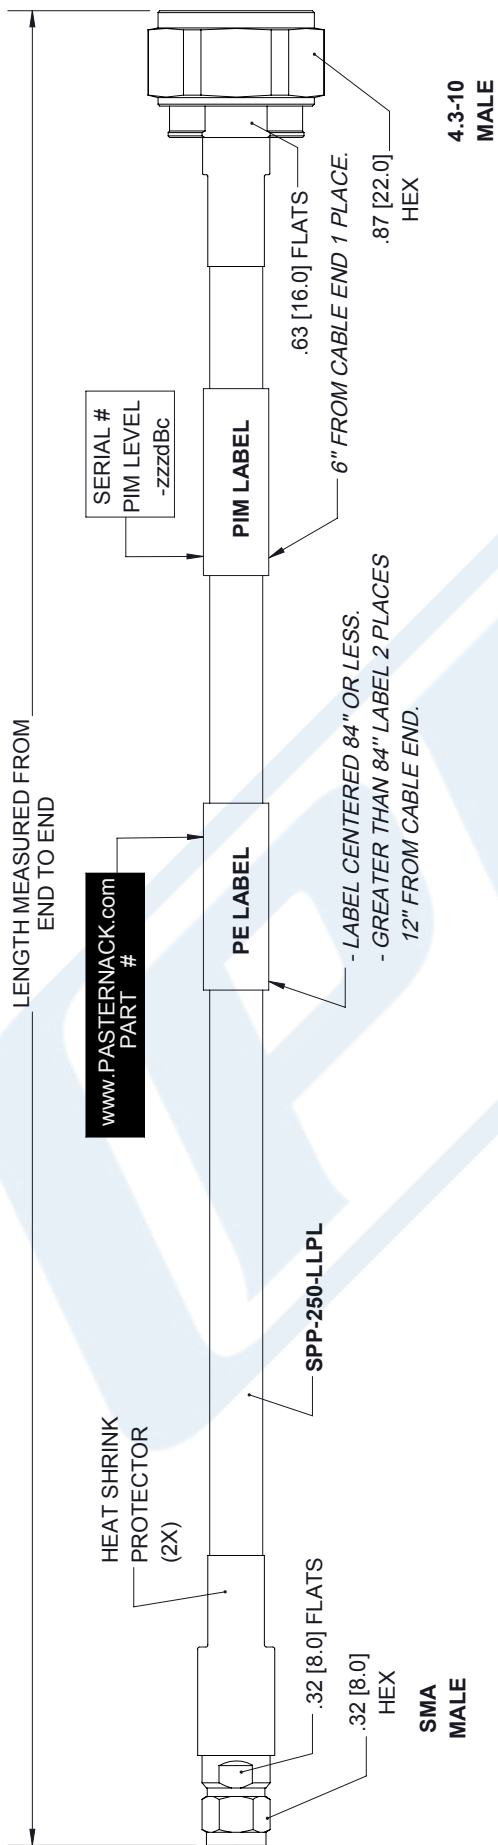 LENGTH MEASURED FROM
END TO END
www.PASTERNACK.com
PART #
SERIAL #
PIM LEVEL
-zzzdBc
HEAT SHRINK
PROTECTOR
(2X)
PE LABEL
PIM LABEL
.32 [8.0] FLATS
.32 [8.0]
HEX
SMA
MALE
SPP-250-LLPL
- LABEL CENTERED 84" OR LESS.
- GREATER THAN 84" LABEL 2 PLACES
12" FROM CABLE END.
.63 [16.0] FLATS
6" FROM CABLE END 1 PLACE.
.87 [22.0]
HEX
4.3-10
MALE